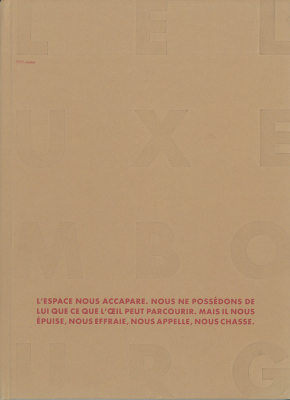 L E L
U X E
M B O
L'ESPACE NOUS ACCAPARE. NOUS NE POSSÉDONS DE
LUI QUE CE QUE L'ŒIL PEUT PARCOURIR. MAIS IL NOUS
ÉPUISE, NOUS EFFRAIE, NOUS APPELLE, NOUS CHASSE.
U R G